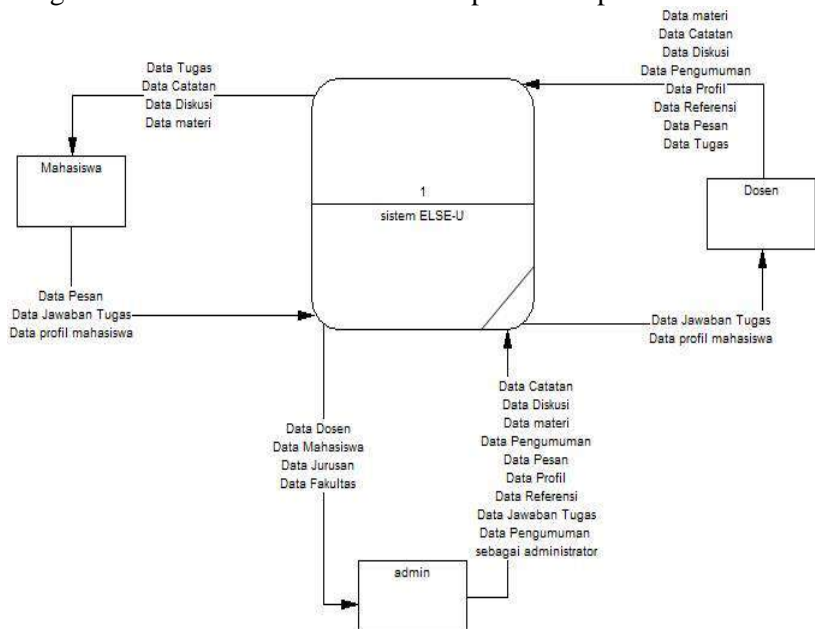 Data Tugas
Data Catatan
Data Diskusi
Data materi
Mahasiswa
Data Pesan
Data Jawaban Tugas
Data profil mahasiswa
1
sistem ELSE-U
Data materi
Data Catatan
Data Diskusi
Data Pengumuman
Data Profil
Data Referensi
Data Pesan
Data Tugas
Dosen
Data Jawaban Tugas
Data profil mahasiswa
Data Dosen
Data Mahasiswa
Data Jurusan
Data Fakultas
Data Catatan
Data Diskusi
Data materi
Data Pengumuman
Data Pesan
Data Profil
Data Referensi
Data Jawaban Tugas
Data Pengumuman
sebagai administrator
admin